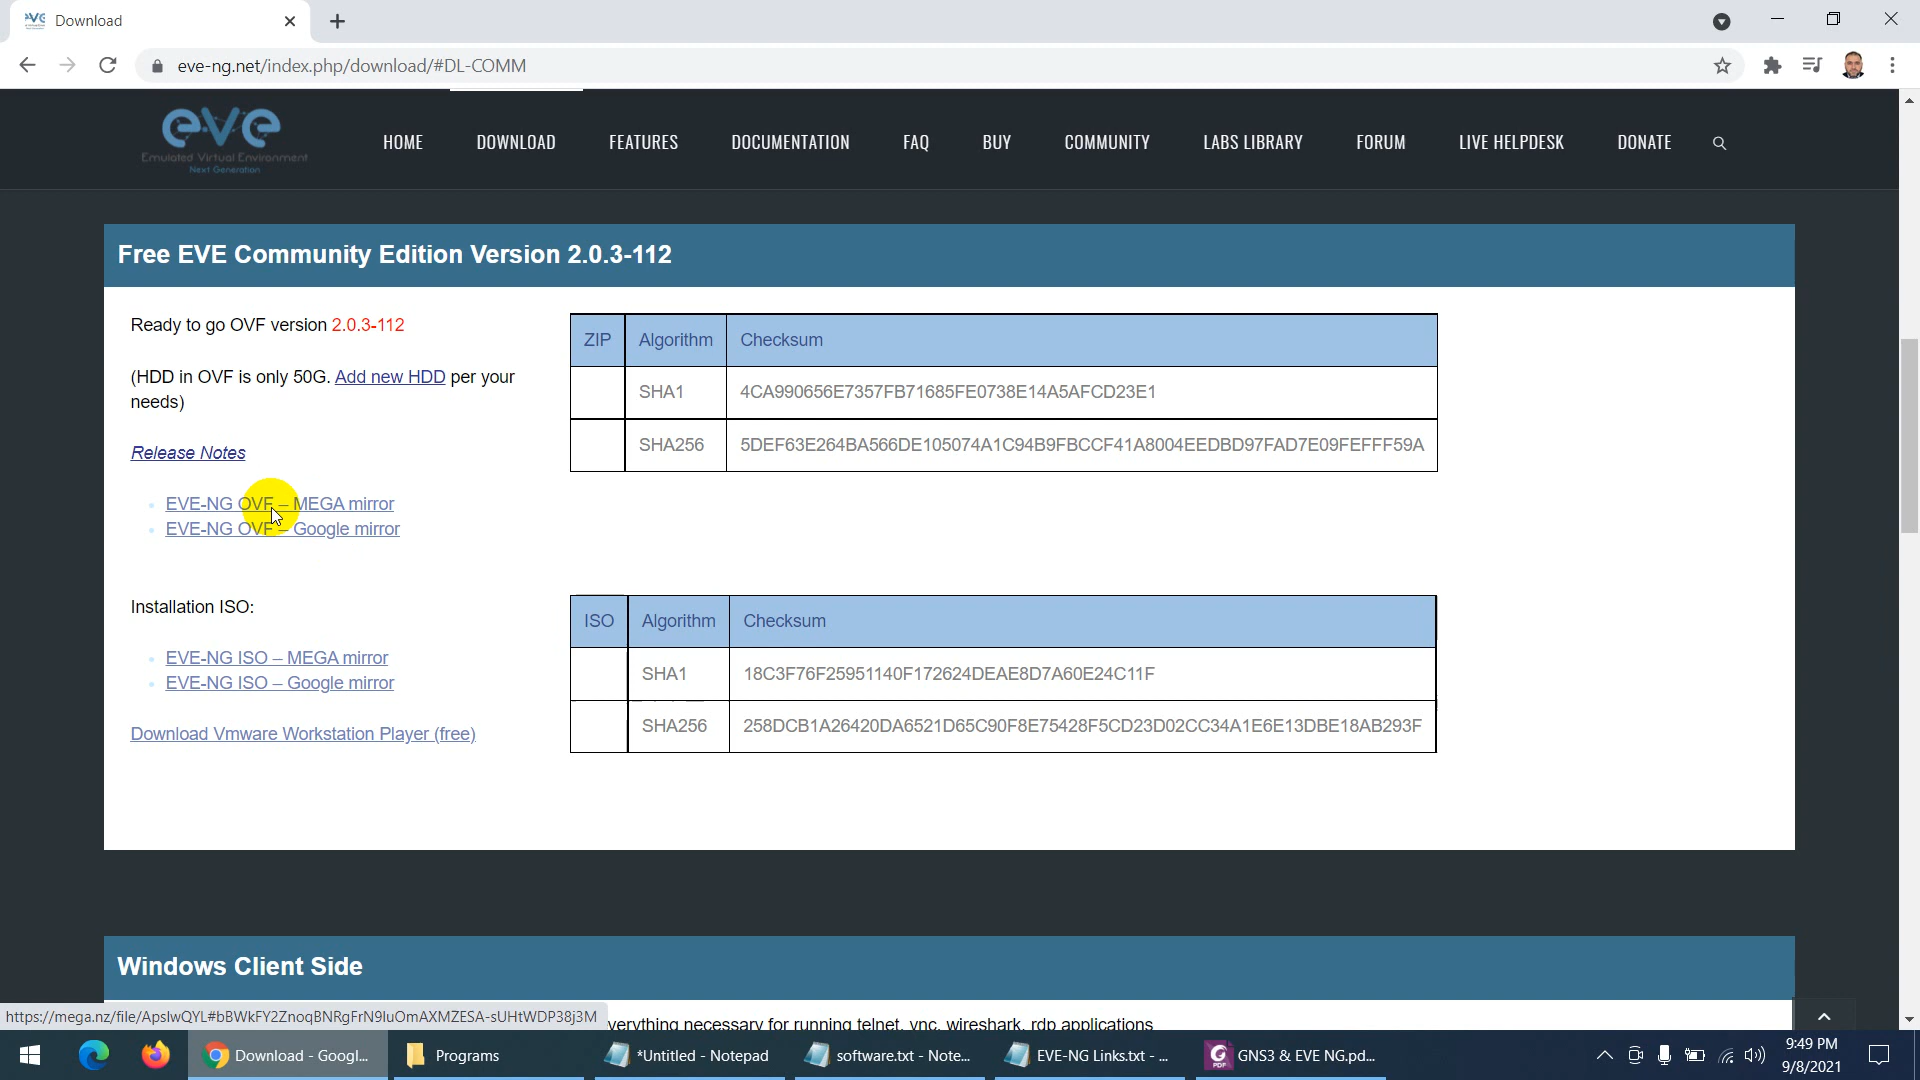 Download
eve-ng.net/index.php/download/#DL-COMM
eve
Emulated Virtual Environment
Next Generation
HOME
DOWNLOAD
FEATURES
DOCUMENTATION
FAQ
BUY
COMMUNITY
LABS LIBRARY
FORUM
LIVE HELPDESK
DONATE
Free EVE Community Edition Version 2.0.3-112
Ready to go OVF version 2.0.3-112
(HDD in OVF is only 50G. Add new HDD per your
needs)
Release Notes
EVE-NG OVF – MEGA mirror
EVE-NG OVF – Google mirror
ZIP Algorithm Checksum
SHA1 4CA990656E7357FB71685FE0738E14A5AFCD23E1
SHA256 5DEF63E264BA566DE105074A1C94B9FBCCF41A8004EEDBD97FAD7E09FEFFF59A
Installation ISO:
EVE-NG ISO – MEGA mirror
EVE-NG ISO – Google mirror
Download Vmware Workstation Player (free)
ISO Algorithm Checksum
SHA1 18C3F76F25951140F172624DEAE8D7A60E24C11F
SHA256 258DCB1A26420DA6521D65C90F8E75428F5CD23D02CC34A1E6E13DBE18AB293F
Windows Client Side
verything necessary for running telnet, vnc, wireshark, rdp applications
https://mega.nz/file/ApslwQYL#bBWkFY2ZnoqBNRgFrN9IuOmAXMZESA-sUHtWDP38j3M
Download - Googl...
Programs
*Untitled - Notepad
software.txt - Note...
EVE-NG Links.txt - ...
GNS3 & EVE NG.pd...
9:49 PM
9/8/2021